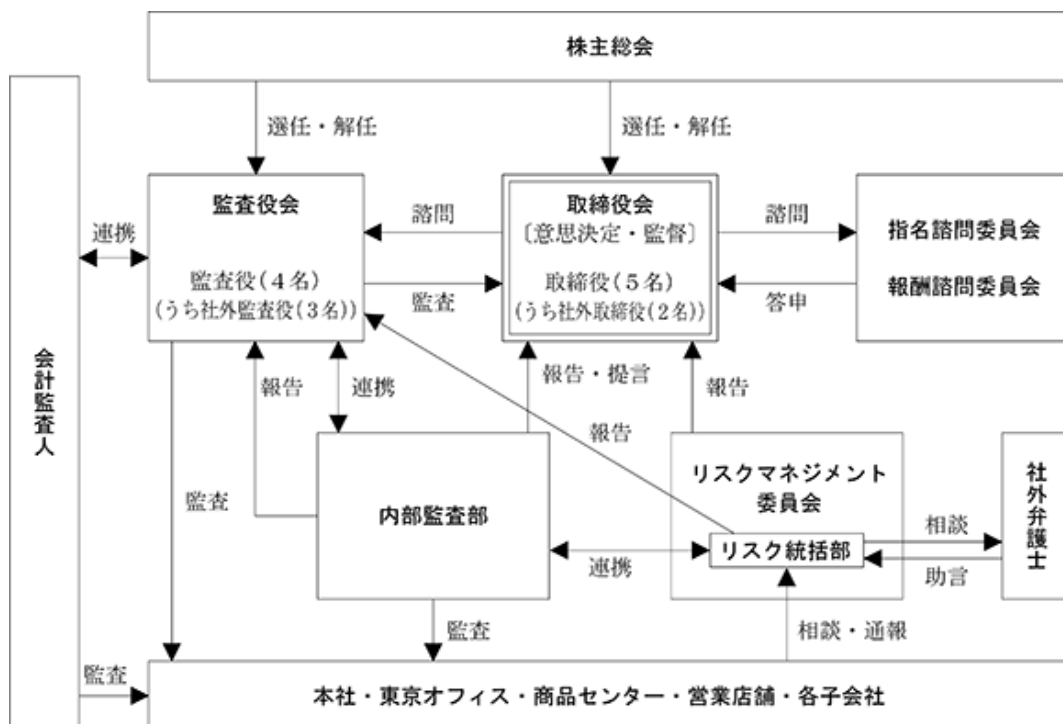 株主総会
選任・解任
選任・解任
監査役会
監査役(4名)
(うち社外監査役(3名))
諮問
監査
取締役会
〔意思決定・監督〕
取締役(5名)
(うち社外取締役(2名))
諮問
答申
指名諮問委員会
報酬諮問委員会
連携
会計監査人
報告
連携
報告・提言
報告
報告
監査
内部監査部
連携
リスクマネジメント
委員会
リスク統括部
相談
助言
社外弁護士
監査
相談・通報
監査
本社・東京オフィス・商品センター・営業店舗・各子会社